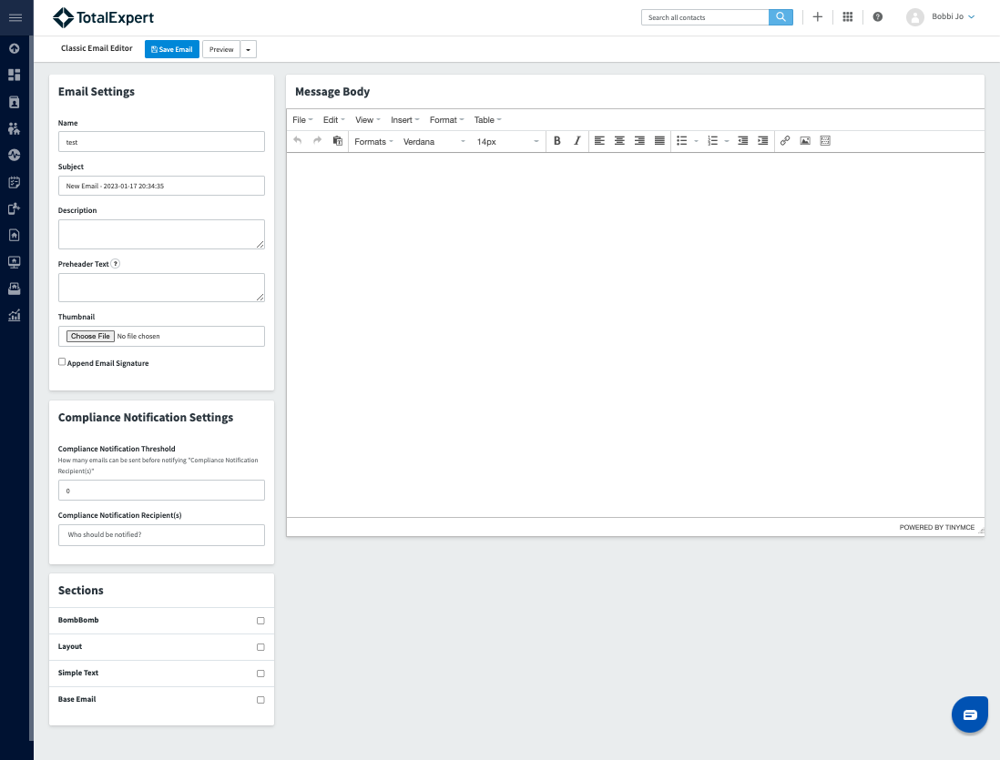 TotalExpert
Search all contacts
Bobbi Jo
Classic Email Editor
Save Email
Preview
Email Settings
Name
test
Subject
New Email - 2023-01-17 20:34:35
Description
Preheader Text ?
Thumbnail
Choose File No file chosen
Append Email Signature
Compliance Notification Settings
Compliance Notification Threshold
How many emails can be sent before notifying "Compliance Notification
Recipient(s)"
0
Compliance Notification Recipient(s)
Who should be notified?
Sections
BombBomb
Layout
Simple Text
Base Email
Message Body
File Edit View Insert Format Table
Formats Verdana 14px B I
POWERED BY TINYMCE